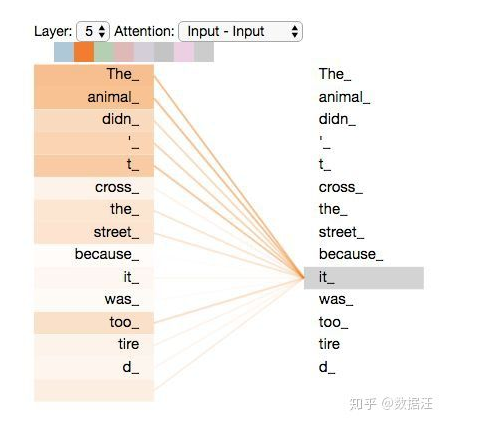 Layer: 5 Attention: Input - Input
The_ The_
animal_ animal_
didn_ didn_
'_ '_
t_ t_
cross_ cross_
the_ the_
street_ street_
because_ because_
it_ it_
was_ was_
too_ too_
tire tire
d_ d_
知乎 @数据汪